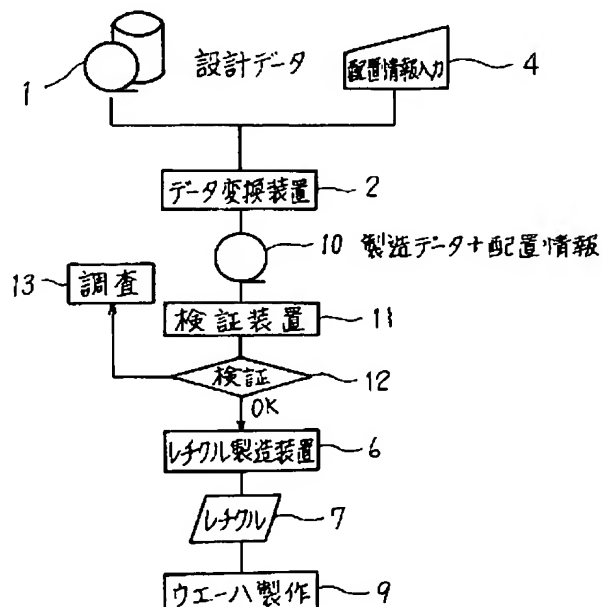 設計データ
1
配置情報入力
4
データ変換装置
2
10 製造データ+配置情報
13
調査
検証装置
11
検証
12
OK
レチクル製造装置
6
レチクル
7
ウエーハ製作
9